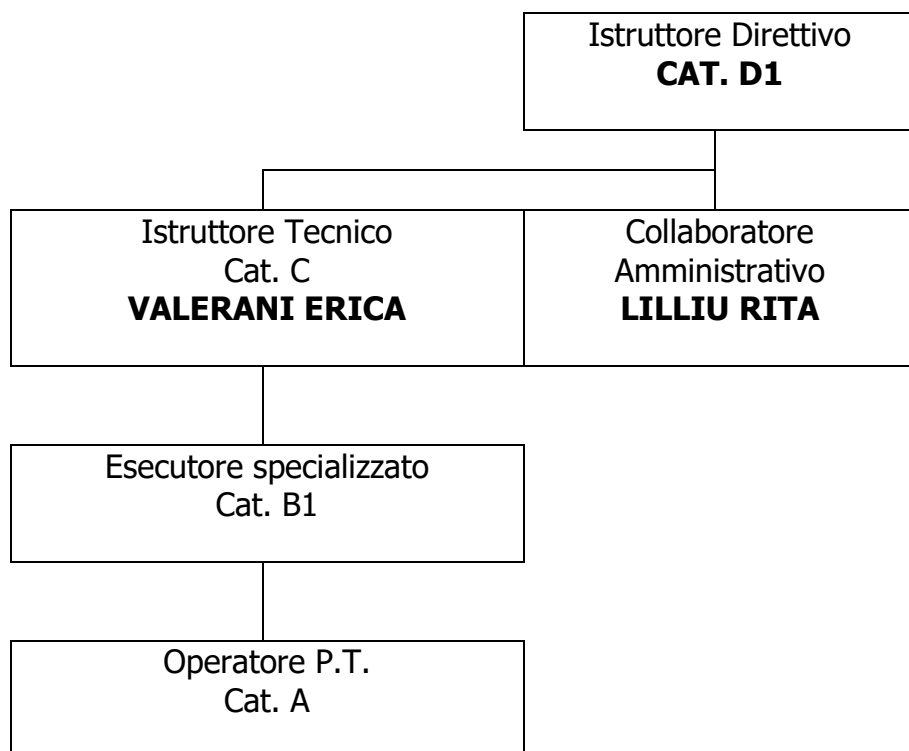 Istruttore Direttivo
CAT. D1
Istruttore Tecnico
Cat. C
VALERANI ERICA
Collaboratore
Amministrativo
LILLIU RITA
Esecutore specializzato
Cat. B1
Operatore P.T.
Cat. A